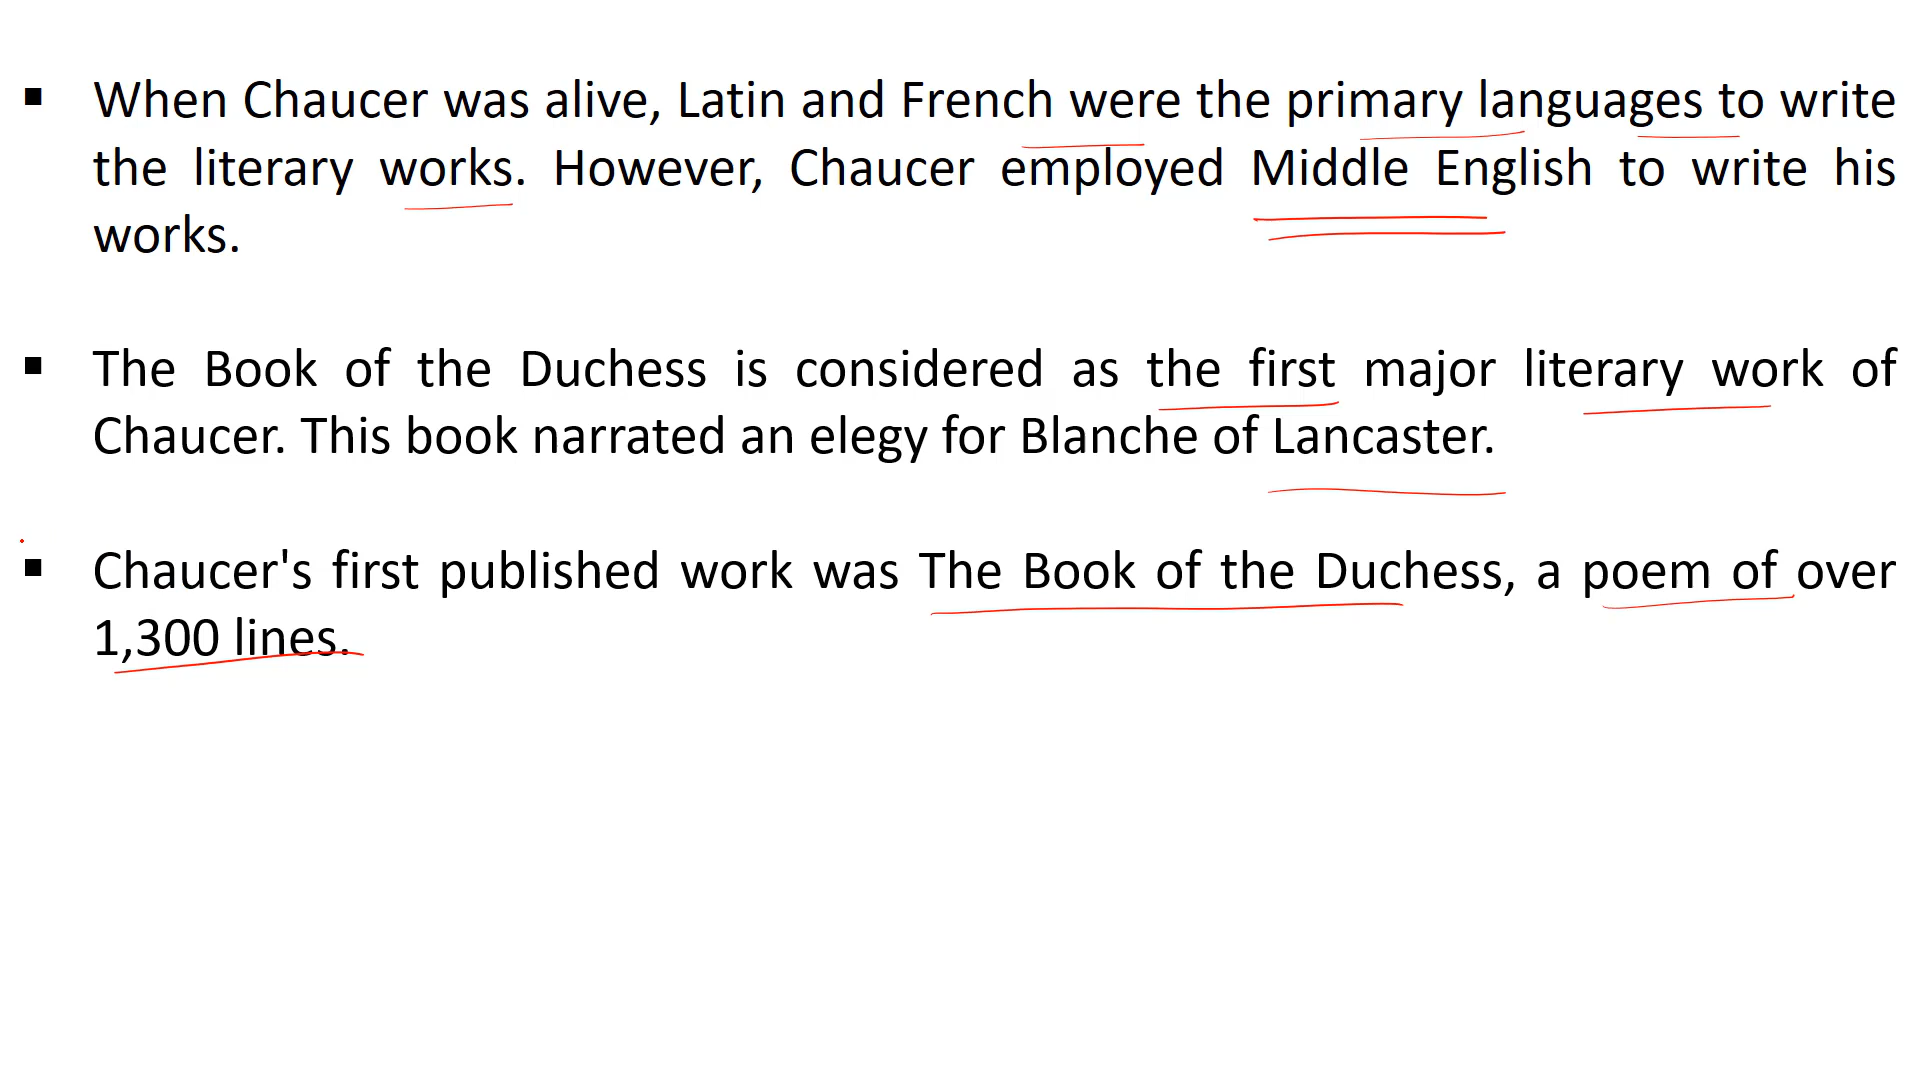 ▪ When Chaucer was alive, Latin and French were the primary languages to write
the literary works. However, Chaucer employed Middle English to write his
works.
▪ The Book of the Duchess is considered as the first major literary work of
Chaucer. This book narrated an elegy for Blanche of Lancaster.
▪ Chaucer's first published work was The Book of the Duchess, a poem of over
1,300 lines.